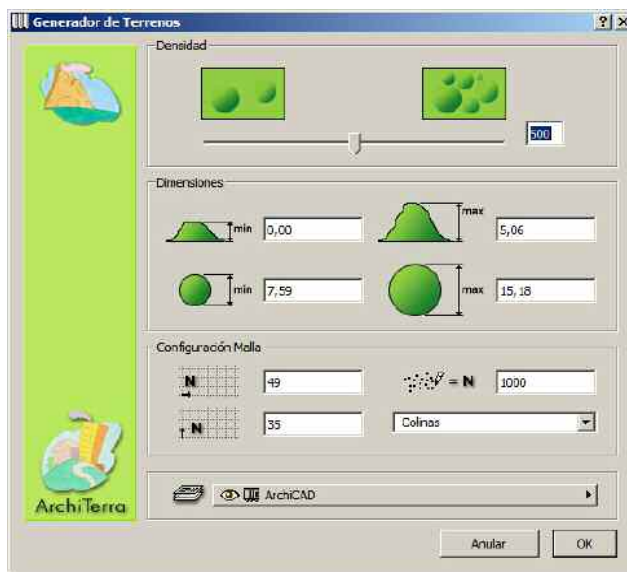 Generador de Terrenos
Densidad
500
Dimensiones
min 0,00 max 5,06
min 7,59 max 15,18
Configuración Malla
N 49 = N 1000
N 35 Colinas
ArchiTerra
ArchiCAD
Anular OK